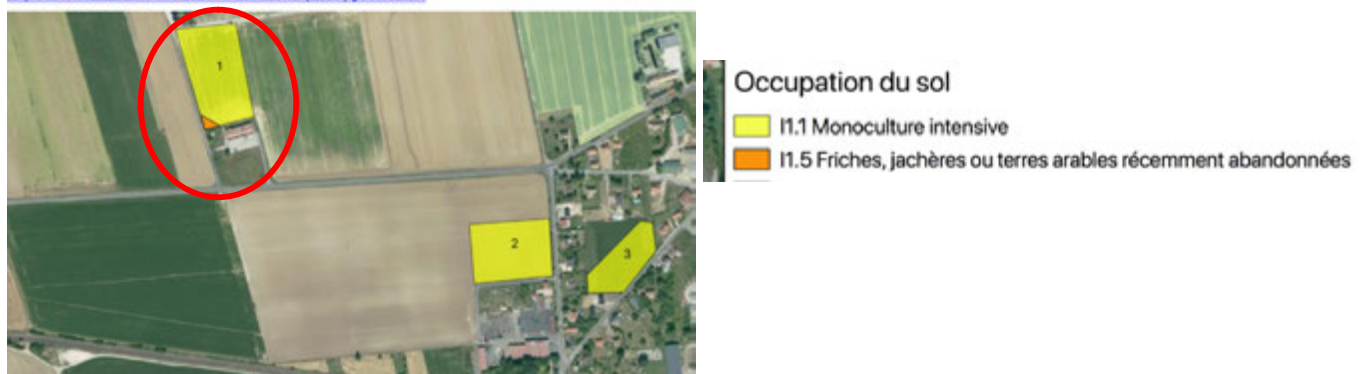 1
2
3
Occupation du sol
I1.1 Monoculture intensive
I1.5 Friches, jachères ou terres arables récemment abandonnées